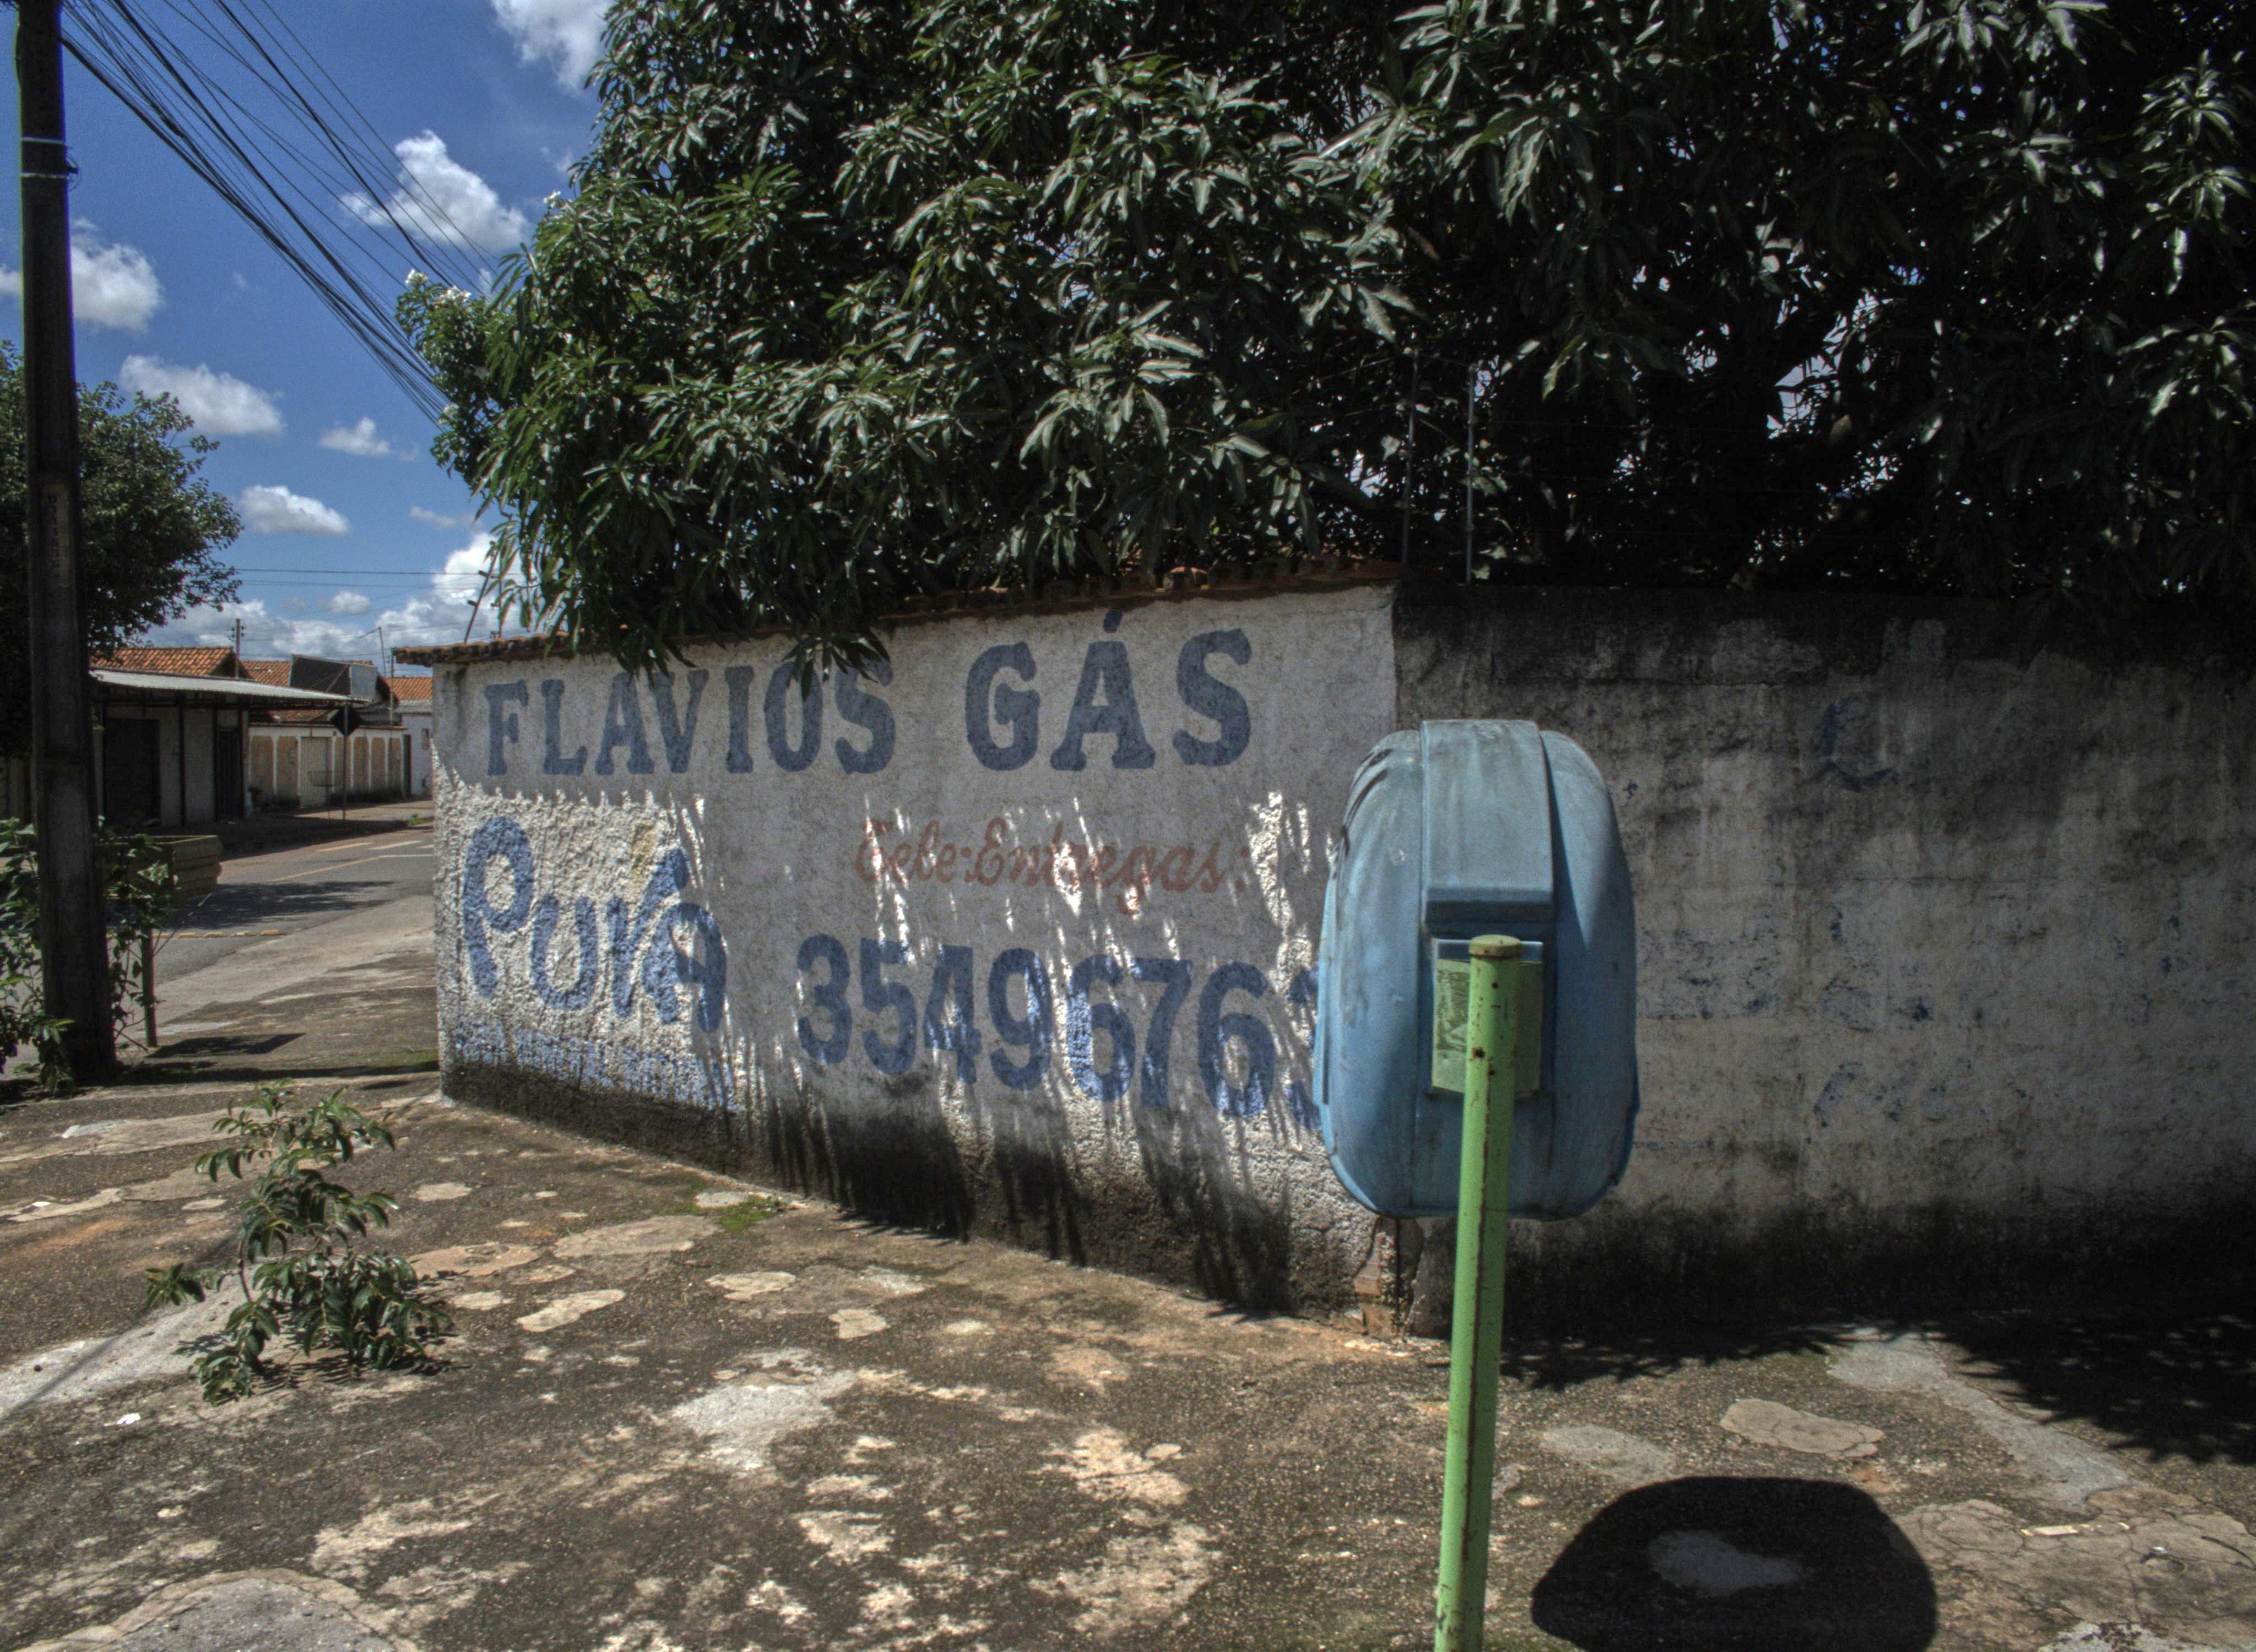 FLAVIOS GÁS
Tele-Entregas:
Pura
3549676